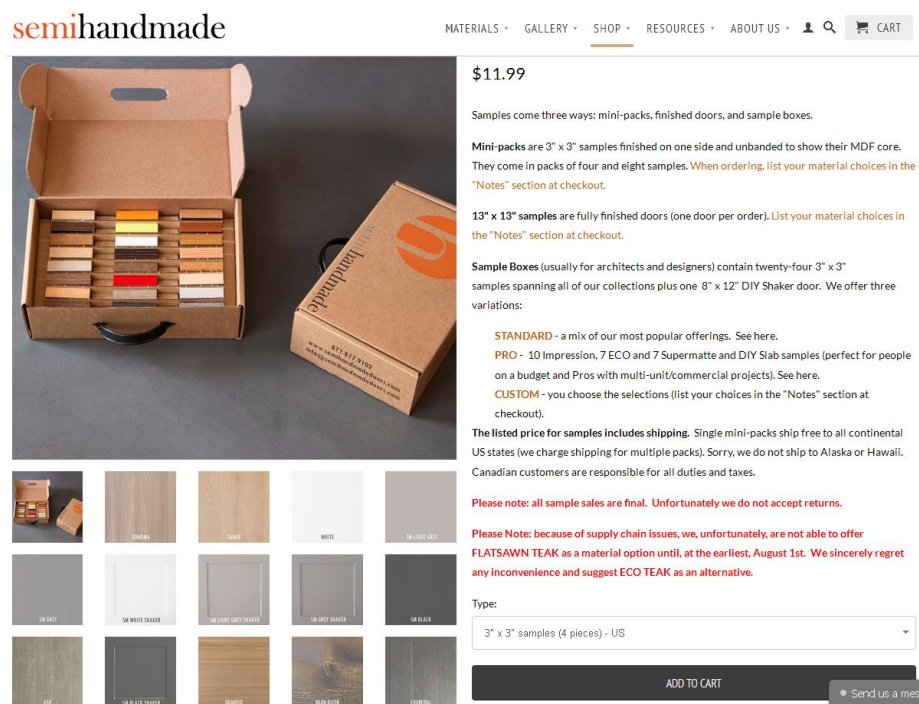 semihandmade
MATERIALS
GALLERY
SHOP
RESOURCES
ABOUT US
CART
semihandmade
www.semihandmadedoors.com
877.877.9102
info@semihandmadedoors.com
$11.99
Samples come three ways: mini-packs, finished doors, and sample boxes.
Mini-packs are 3" x 3" samples finished on one side and unbanded to show their MDF core.
They come in packs of four and eight samples. When ordering, list your material choices in the
"Notes" section at checkout.
13" x 13" samples are fully finished doors (one door per order). List your material choices in
the "Notes" section at checkout.
Sample Boxes (usually for architects and designers) contain twenty-four 3" x 3"
samples spanning all of our collections plus one 8" x 12" DIY Shaker door. We offer three
variations:
STANDARD - a mix of our most popular offerings. See here.
PRO - 10 Impression, 7 ECO and 7 Supermatte and DIY Slab samples (perfect for people
on a budget and Pros with multi-unit/commercial projects). See here.
CUSTOM - you choose the selections (list your choices in the "Notes" section at
checkout).
The listed price for samples includes shipping. Single mini-packs ship free to all continental
US states (we charge shipping for multiple packs). Sorry, we do not ship to Alaska or Hawaii.
Canadian customers are responsible for all duties and taxes.
Please note: all sample sales are final. Unfortunately we do not accept returns.
Please Note: because of supply chain issues, we, unfortunately, are not able to offer
FLATSAWN TEAK as a material option until, at the earliest, August 1st. We sincerely regret
any inconvenience and suggest ECO TEAK as an alternative.
Type:
3" x 3" samples (4 pieces) - US
ADD TO CART
Send us a mes
SONOMA
TAHOE
WHITE
SM LIGHT GREY
SM GREY
SM WHITE SHAKER
SM LIGHT GREY SHAKER
SM GREY SHAKER
SM BLACK
ASH
SM BLACK SHAKER
BAMBOO
BARN DOOR
CHARCOAL